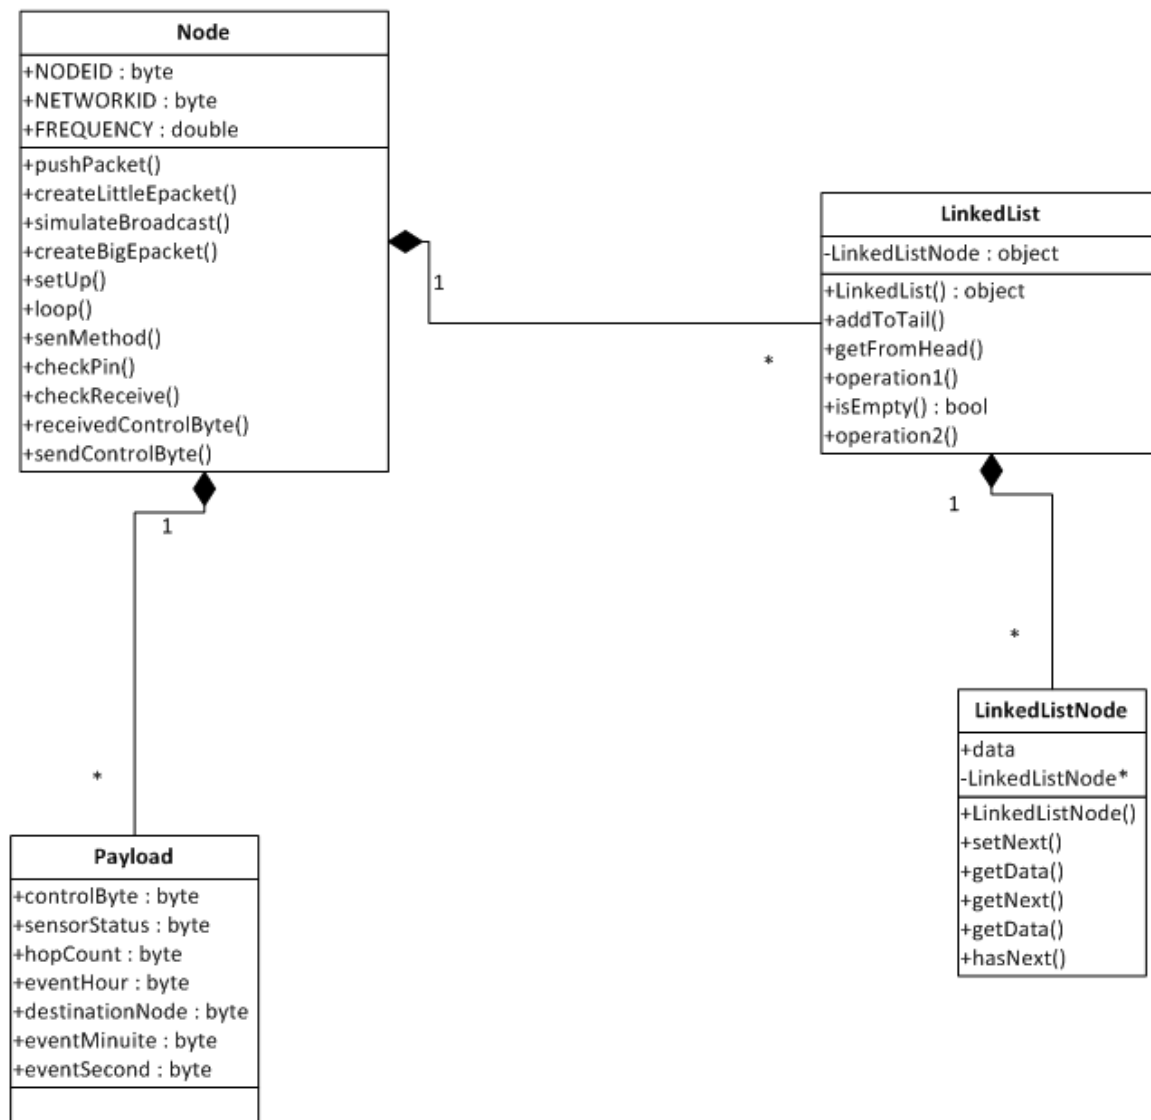 Node
+NODEID : byte
+NETWORKID : byte
+FREQUENCY : double
+pushPacket()
+createLittleEpacket()
+simulateBroadcast()
+createBigEpacket()
+setUp()
+loop()
+senMethod()
+checkPin()
+checkReceive()
+receivedControlByte()
+sendControlByte()
1
*
LinkedList
-LinkedListNode : object
+LinkedList() : object
+addToTail()
+getFromHead()
+operation1()
+isEmpty() : bool
+operation2()
1
*
1
*
LinkedListNode
+data
-LinkedListNode*
+LinkedListNode()
+setNext()
+getData()
+getNext()
+getData()
+hasNext()
Payload
+controlByte : byte
+sensorStatus : byte
+hopCount : byte
+eventHour : byte
+destinationNode : byte
+eventMinuite : byte
+eventSecond : byte